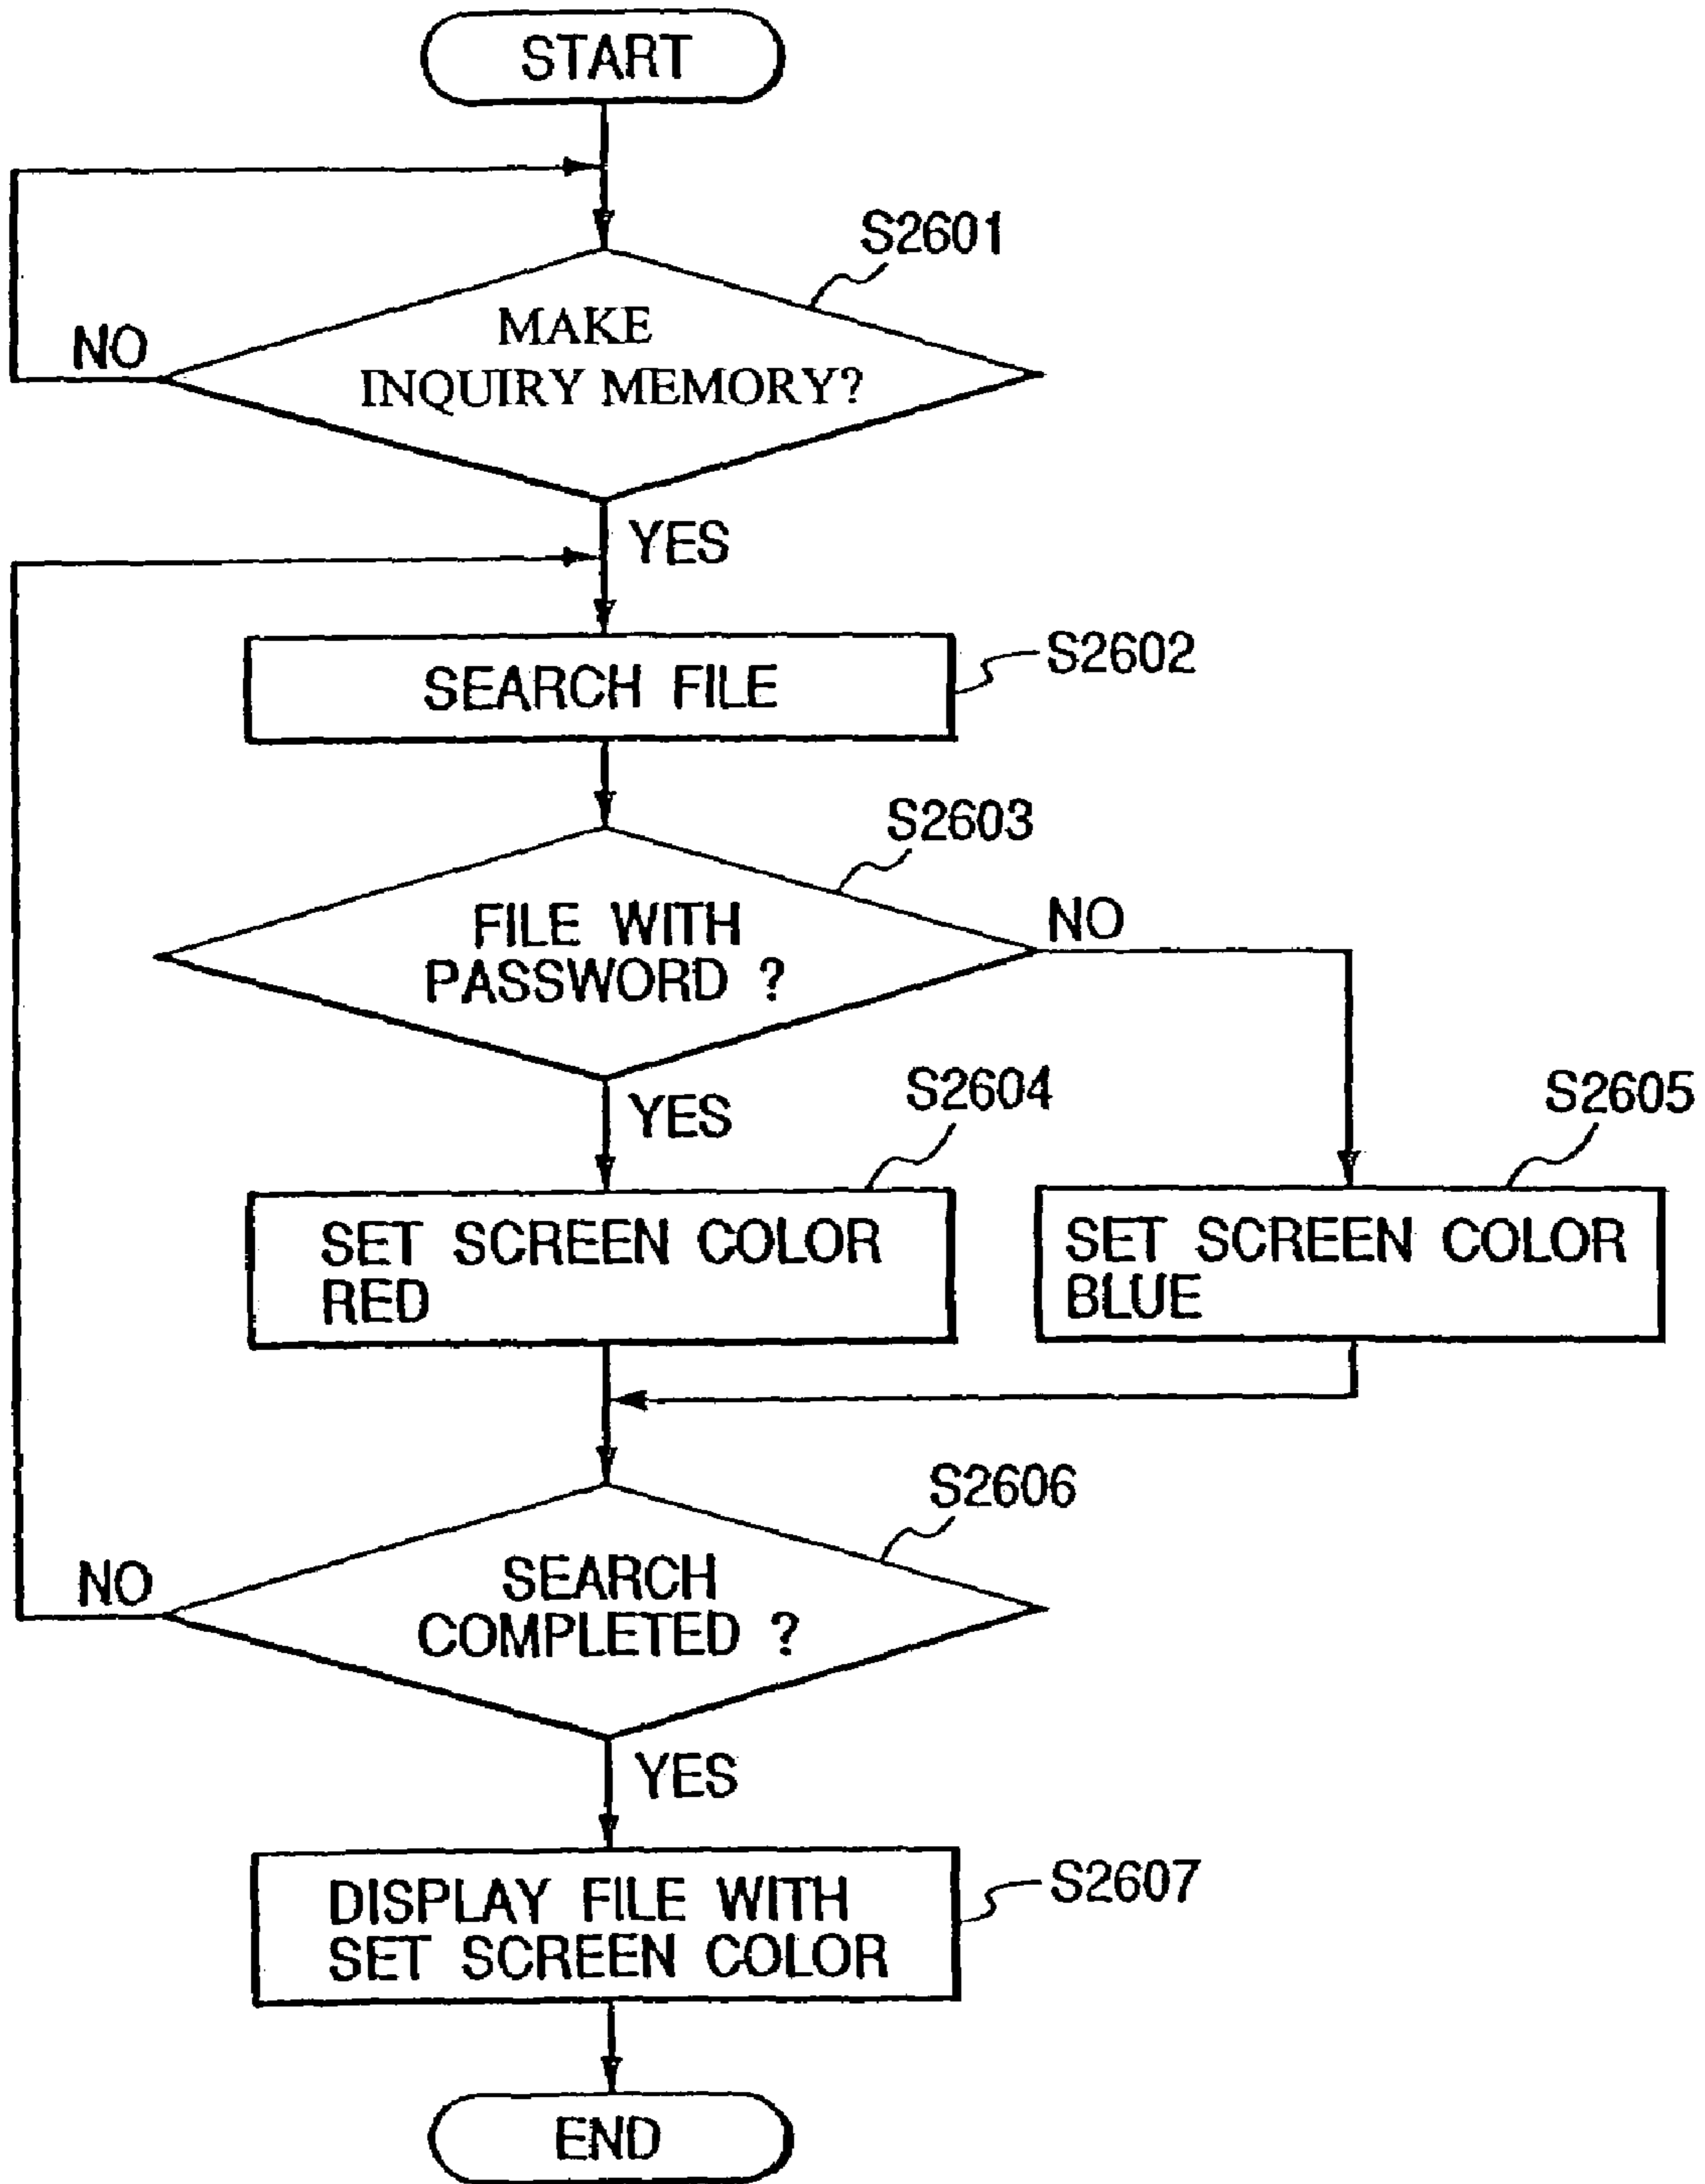 START
S2601
MAKE
INQUIRY MEMORY?
NO
YES
SEARCH FILE
S2602
S2603
FILE WITH
PASSWORD ?
NO
YES
S2604
S2605
SET SCREEN COLOR
RED
SET SCREEN COLOR
BLUE
S2606
SEARCH
COMPLETED ?
NO
YES
S2607
DISPLAY FILE WITH
SET SCREEN COLOR
END